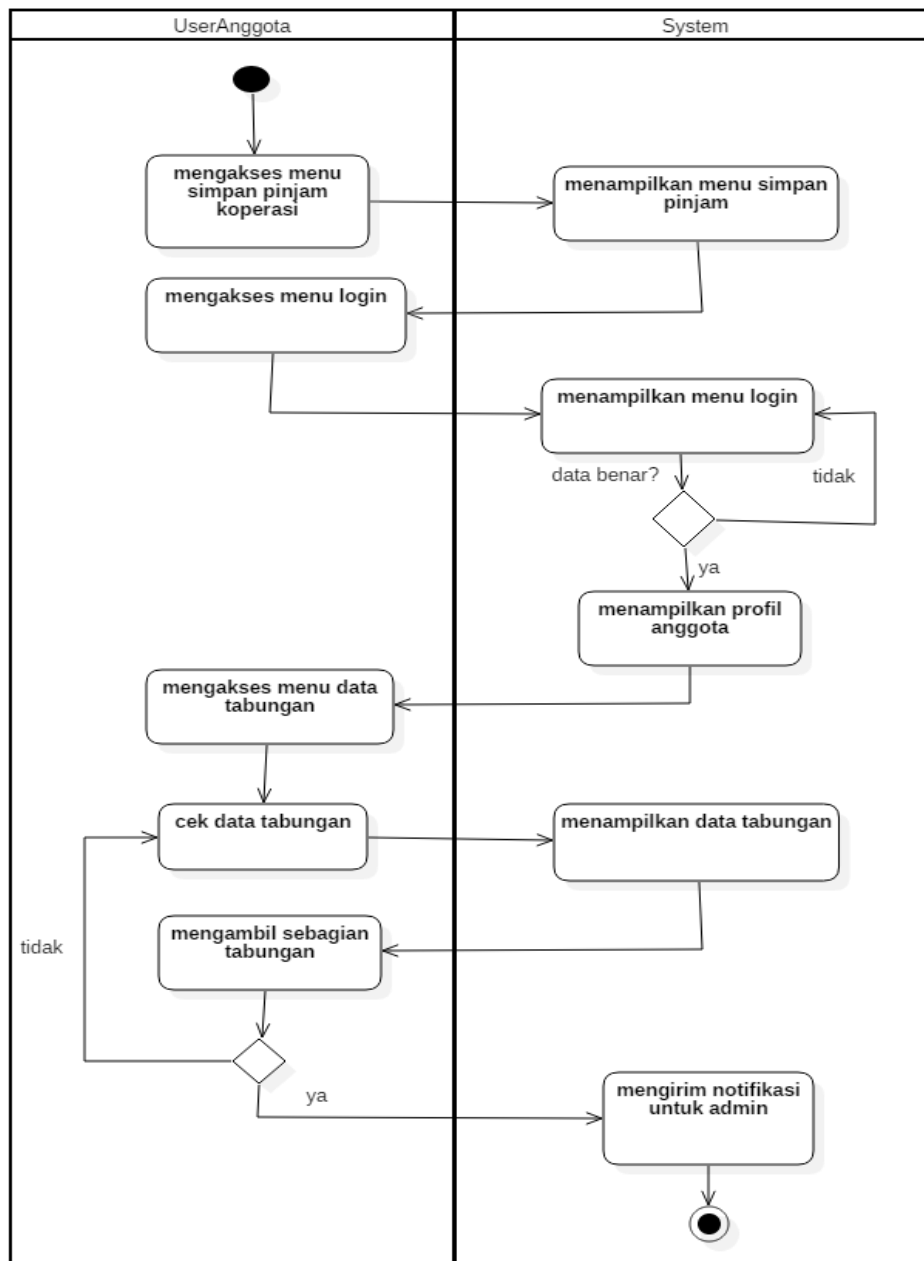 UserAnggota
System
mengakses menu
simpan pinjam
koperasi
menampilkan menu simpan
pinjam
mengakses menu login
menampilkan menu login
data benar?
tidak
ya
menampilkan profil
anggota
mengakses menu data
tabungan
cek data tabungan
menampilkan data tabungan
mengambil sebagian
tabungan
tidak
ya
mengirim notifikasi
untuk admin